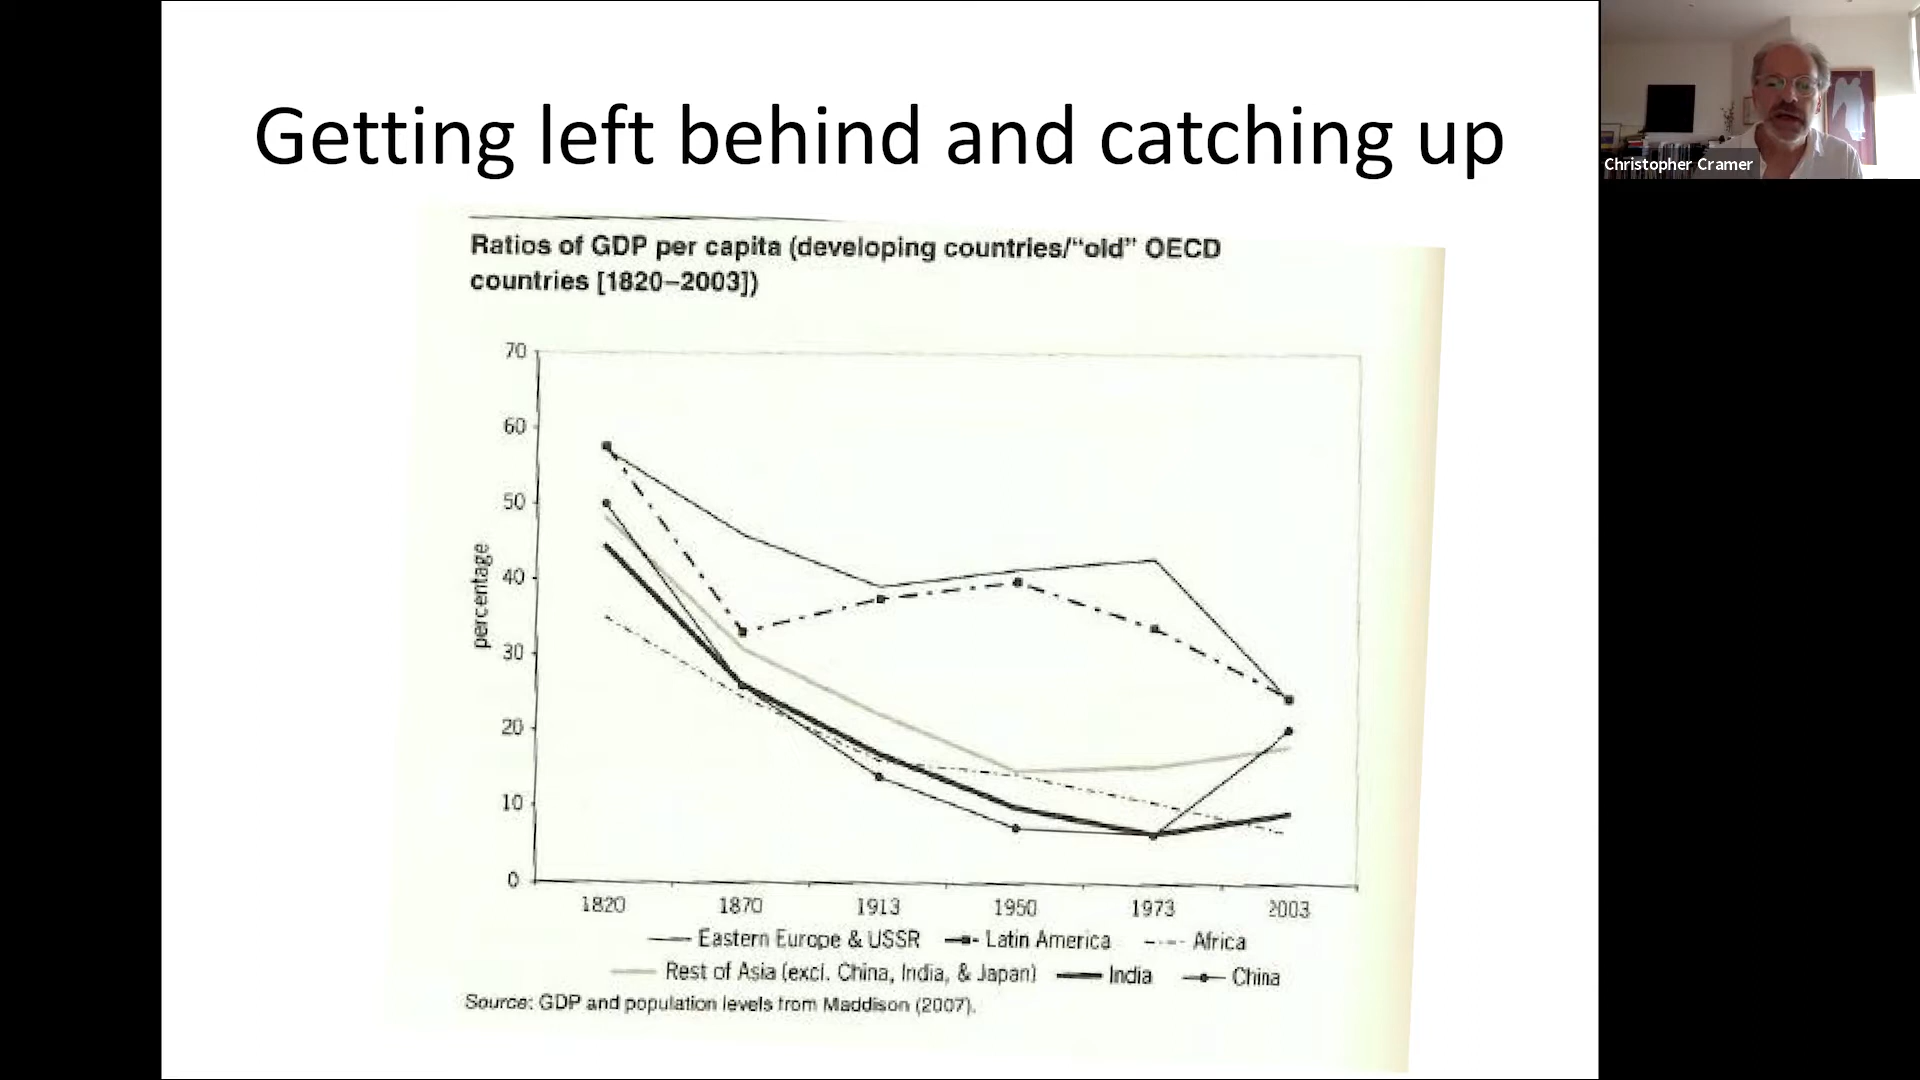 Getting left behind and catching up
Christopher Cramer
Ratios of GDP per capita (developing countries/“old” OECD
countries [1820–2003])
70
60
50
40
30
20
10
0
percentage
1820 1870 1913 1950 1973 2003
Eastern Europe & USSR Latin America Africa
Rest of Asia (excl. China, India, & Japan) India China
Source: GDP and population levels from Maddison (2007).